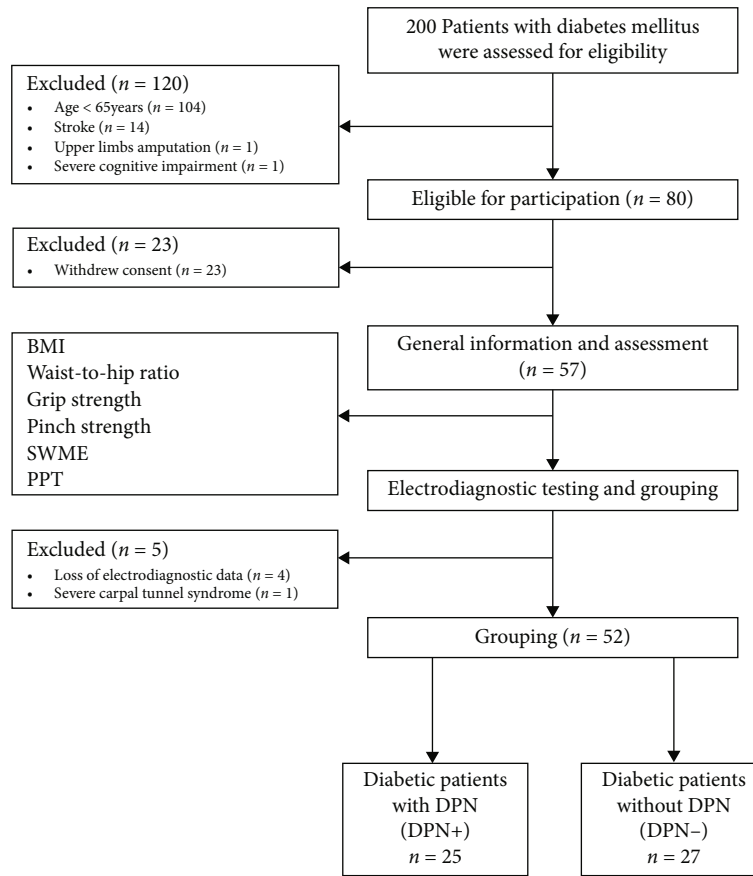 200 Patients with diabetes mellitus
were assessed for eligibility
Excluded (n = 120)
• Age < 65years (n = 104)
• Stroke (n = 14)
• Upper limbs amputation (n = 1)
• Severe cognitive impairment (n = 1)
Eligible for participation (n = 80)
Excluded (n = 23)
• Withdrew consent (n = 23)
General information and assessment
(n = 57)
BMI
Waist-to-hip ratio
Grip strength
Pinch strength
SWME
PPT
Electrodiagnostic testing and grouping
Excluded (n = 5)
• Loss of electrodiagnostic data (n = 4)
• Severe carpal tunnel syndrome (n = 1)
Grouping (n = 52)
Diabetic patients
with DPN
(DPN+)
n = 25
Diabetic patients
without DPN
(DPN–)
n = 27